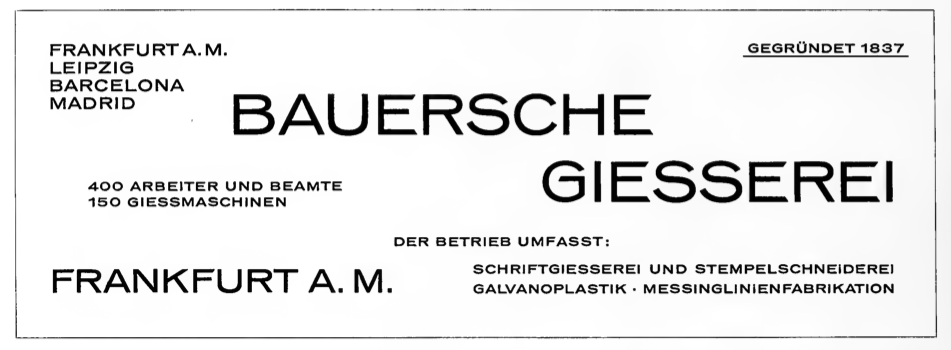 FRANKFURT A. M.
LEIPZIG
BARCELONA
MADRID
GEGRÜNDET 1837
BAUERSCHE
GIESSEREI
400 ARBEITER UND BEAMTE
150 GIESSMASCHINEN
DER BETRIEB UMFASST:
FRANKFURT A. M.
SCHRIFTGIESSEREI UND STEMPELSCHNEIDEREI
GALVANOPLASTIK · MESSINGLINIENFABRIKATION